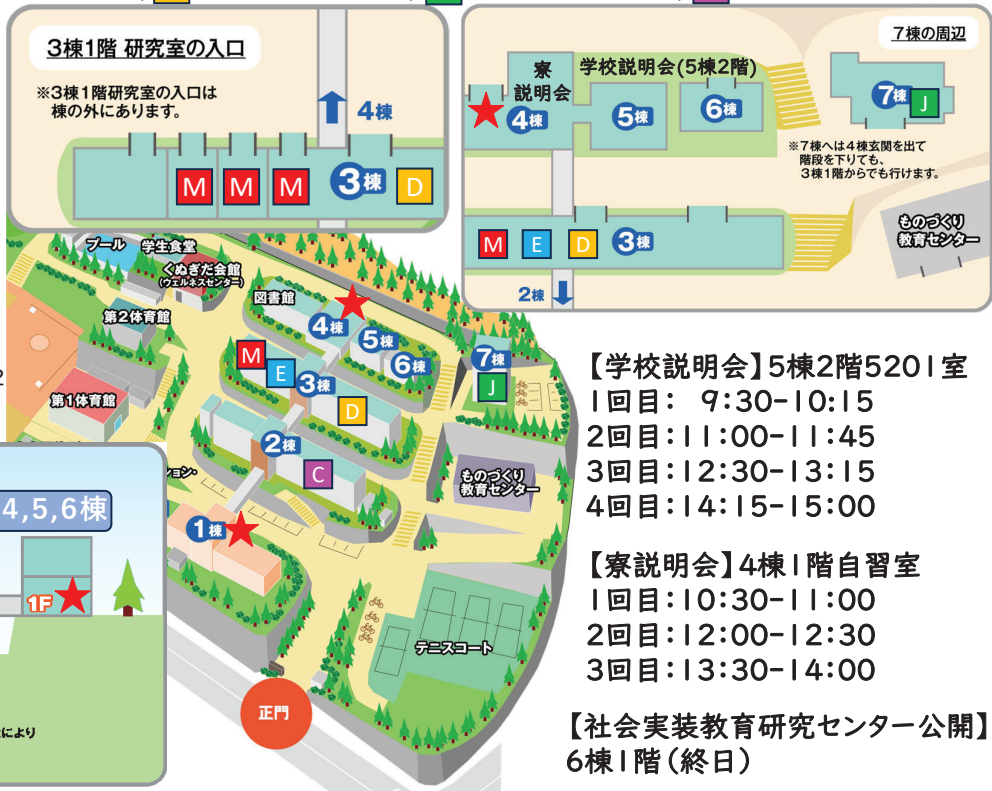 3棟1階 研究室の入口
※3棟1階研究室の入口は
棟の外にあります。
4棟
M
M
M
3棟
D
7棟の周辺
寮
説明会
学校説明会(5棟2階)
4棟
5棟
6棟
7棟
J
※7棟へは4棟玄関を出て
階段を下りても、
3棟1階からでも行けます。
M
E
D
3棟
2棟
ものづくり
教育センター
プール
学生食堂
くぬぎだ会館
(ウェルネスセンター)
図書館
第2体育館
4棟
5棟
6棟
7棟
J
M
E
3棟
D
第1体育館
2棟
C
ものづくり
教育センター
1棟
テニスコート
正門
4,5,6棟
1F
により
【学校説明会】5棟2階5201室
1回目: 9:30-10:15
2回目:11:00-11:45
3回目:12:30-13:15
4回目:14:15-15:00
【寮説明会】4棟1階自習室
1回目:10:30-11:00
2回目:12:00-12:30
3回目:13:30-14:00
【社会実装教育研究センター公開】
6棟1階(終日)